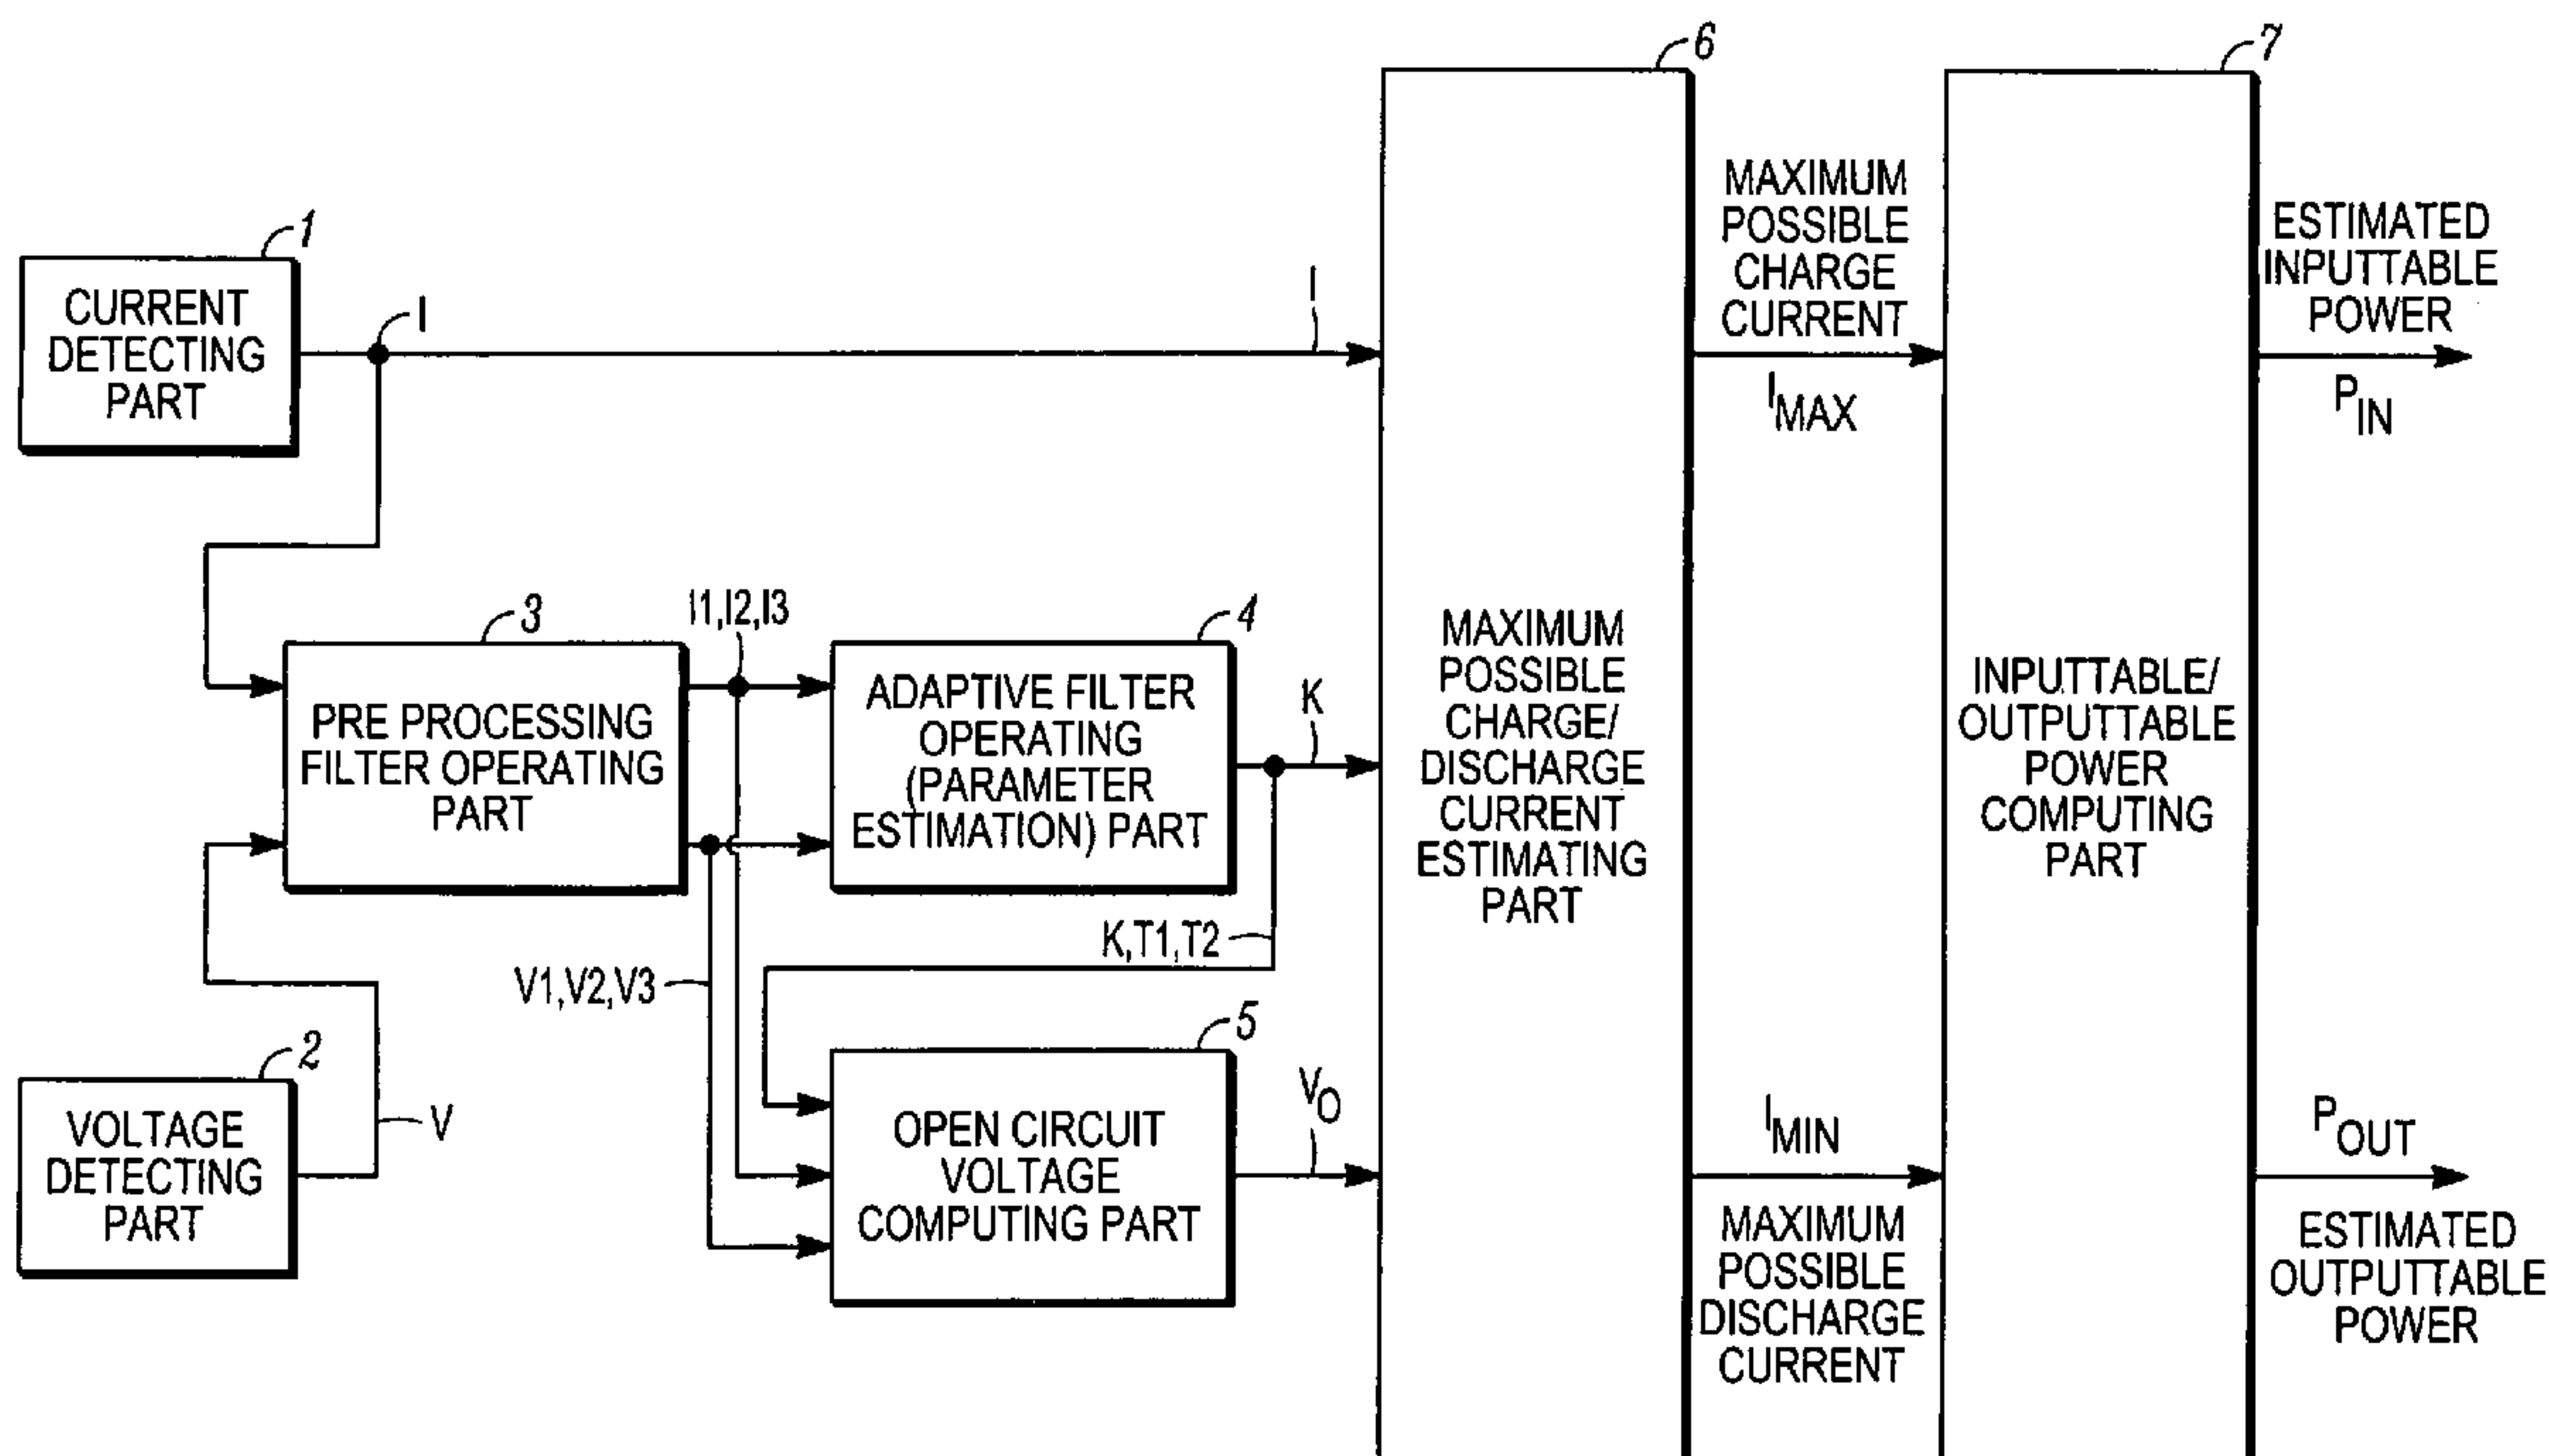 1
CURRENT
DETECTING
PART
I
I
2
VOLTAGE
DETECTING
PART
V
3
PRE PROCESSING
FILTER OPERATING
PART
I1,I2,I3
V1,V2,V3
4
ADAPTIVE FILTER
OPERATING
(PARAMETER
ESTIMATION) PART
K
K,T1,T2
5
OPEN CIRCUIT
VOLTAGE
COMPUTING PART
VO
6
MAXIMUM
POSSIBLE
CHARGE/
DISCHARGE
CURRENT
ESTIMATING
PART
MAXIMUM
POSSIBLE
CHARGE
CURRENT
IMAX
IMIN
MAXIMUM
POSSIBLE
DISCHARGE
CURRENT
7
INPUTTABLE/
OUTPUTTABLE
POWER
COMPUTING
PART
ESTIMATED
INPUTTABLE
POWER
PIN
POUT
ESTIMATED
OUTPUTTABLE
POWER